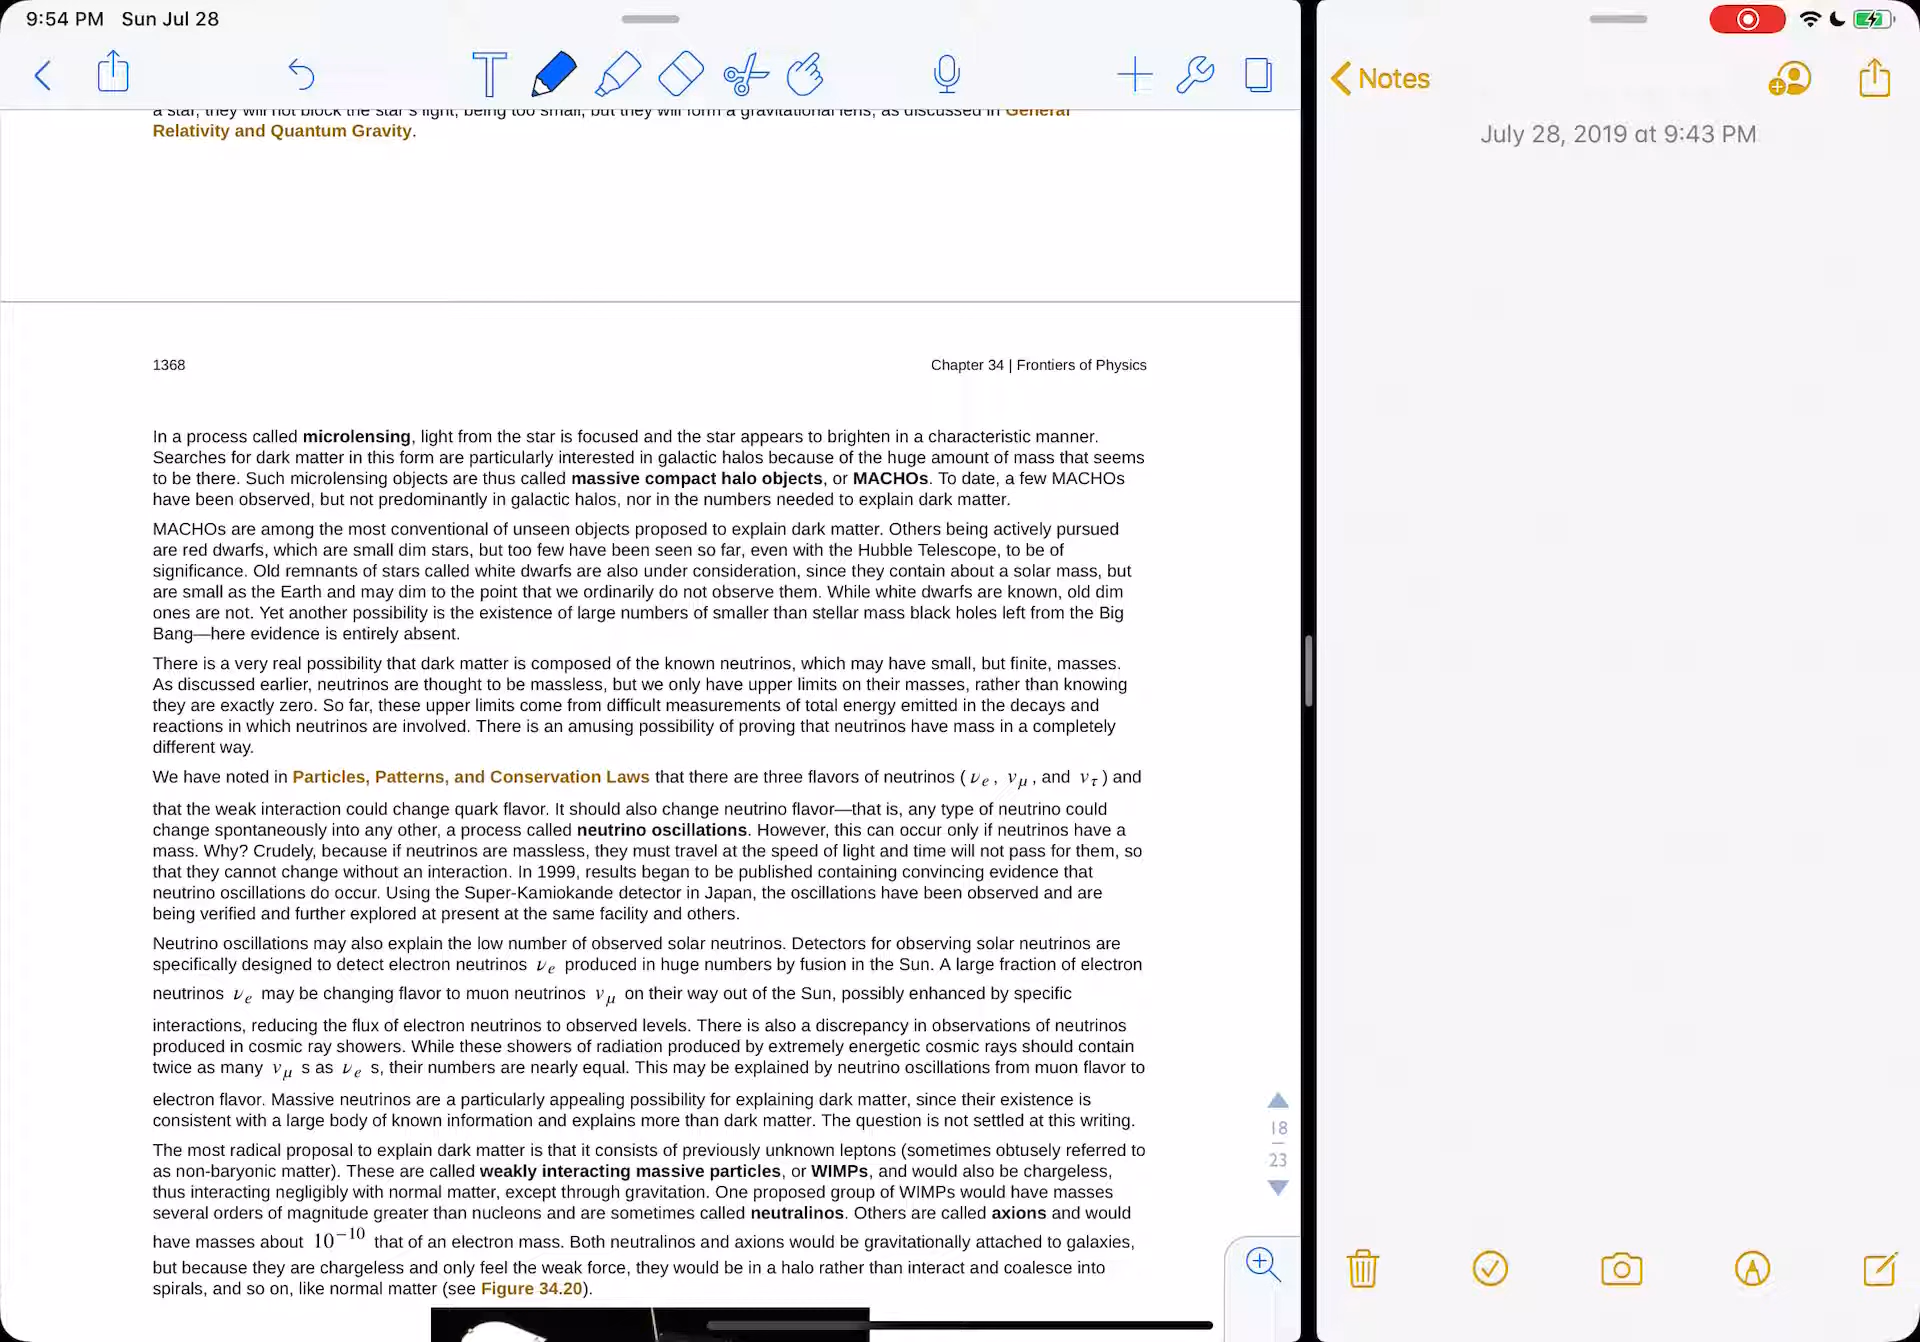 9:54 PM Sun Jul 28
Notes
July 28, 2019 at 9:43 PM
a star, they will not block the star's light, being too small, but they will form a gravitational lens, as discussed in General
Relativity and Quantum Gravity.
1368
Chapter 34 | Frontiers of Physics
In a process called microlensing, light from the star is focused and the star appears to brighten in a characteristic manner.
Searches for dark matter in this form are particularly interested in galactic halos because of the huge amount of mass that seems
to be there. Such microlensing objects are thus called massive compact halo objects, or MACHOs. To date, a few MACHOs
have been observed, but not predominantly in galactic halos, nor in the numbers needed to explain dark matter.
MACHOs are among the most conventional of unseen objects proposed to explain dark matter. Others being actively pursued
are red dwarfs, which are small dim stars, but too few have been seen so far, even with the Hubble Telescope, to be of
significance. Old remnants of stars called white dwarfs are also under consideration, since they contain about a solar mass, but
are small as the Earth and may dim to the point that we ordinarily do not observe them. While white dwarfs are known, old dim
ones are not. Yet another possibility is the existence of large numbers of smaller than stellar mass black holes left from the Big
Bang—here evidence is entirely absent.
There is a very real possibility that dark matter is composed of the known neutrinos, which may have small, but finite, masses.
As discussed earlier, neutrinos are thought to be massless, but we only have upper limits on their masses, rather than knowing
they are exactly zero. So far, these upper limits come from difficult measurements of total energy emitted in the decays and
reactions in which neutrinos are involved. There is an amusing possibility of proving that neutrinos have mass in a completely
different way.
We have noted in Particles, Patterns, and Conservation Laws that there are three flavors of neutrinos ( νe , νμ , and ντ ) and
that the weak interaction could change quark flavor. It should also change neutrino flavor—that is, any type of neutrino could
change spontaneously into any other, a process called neutrino oscillations. However, this can occur only if neutrinos have a
mass. Why? Crudely, because if neutrinos are massless, they must travel at the speed of light and time will not pass for them, so
that they cannot change without an interaction. In 1999, results began to be published containing convincing evidence that
neutrino oscillations do occur. Using the Super-Kamiokande detector in Japan, the oscillations have been observed and are
being verified and further explored at present at the same facility and others.
Neutrino oscillations may also explain the low number of observed solar neutrinos. Detectors for observing solar neutrinos are
specifically designed to detect electron neutrinos νe produced in huge numbers by fusion in the Sun. A large fraction of electron
neutrinos νe may be changing flavor to muon neutrinos νμ on their way out of the Sun, possibly enhanced by specific
interactions, reducing the flux of electron neutrinos to observed levels. There is also a discrepancy in observations of neutrinos
produced in cosmic ray showers. While these showers of radiation produced by extremely energetic cosmic rays should contain
twice as many νμ s as νe s, their numbers are nearly equal. This may be explained by neutrino oscillations from muon flavor to
electron flavor. Massive neutrinos are a particularly appealing possibility for explaining dark matter, since their existence is
consistent with a large body of known information and explains more than dark matter. The question is not settled at this writing.
The most radical proposal to explain dark matter is that it consists of previously unknown leptons (sometimes obtusely referred to
as non-baryonic matter). These are called weakly interacting massive particles, or WIMPs, and would also be chargeless,
thus interacting negligibly with normal matter, except through gravitation. One proposed group of WIMPs would have masses
several orders of magnitude greater than nucleons and are sometimes called neutralinos. Others are called axions and would
have masses about 10⁻¹⁰ that of an electron mass. Both neutralinos and axions would be gravitationally attached to galaxies,
but because they are chargeless and only feel the weak force, they would be in a halo rather than interact and coalesce into
spirals, and so on, like normal matter (see Figure 34.20).
18
23